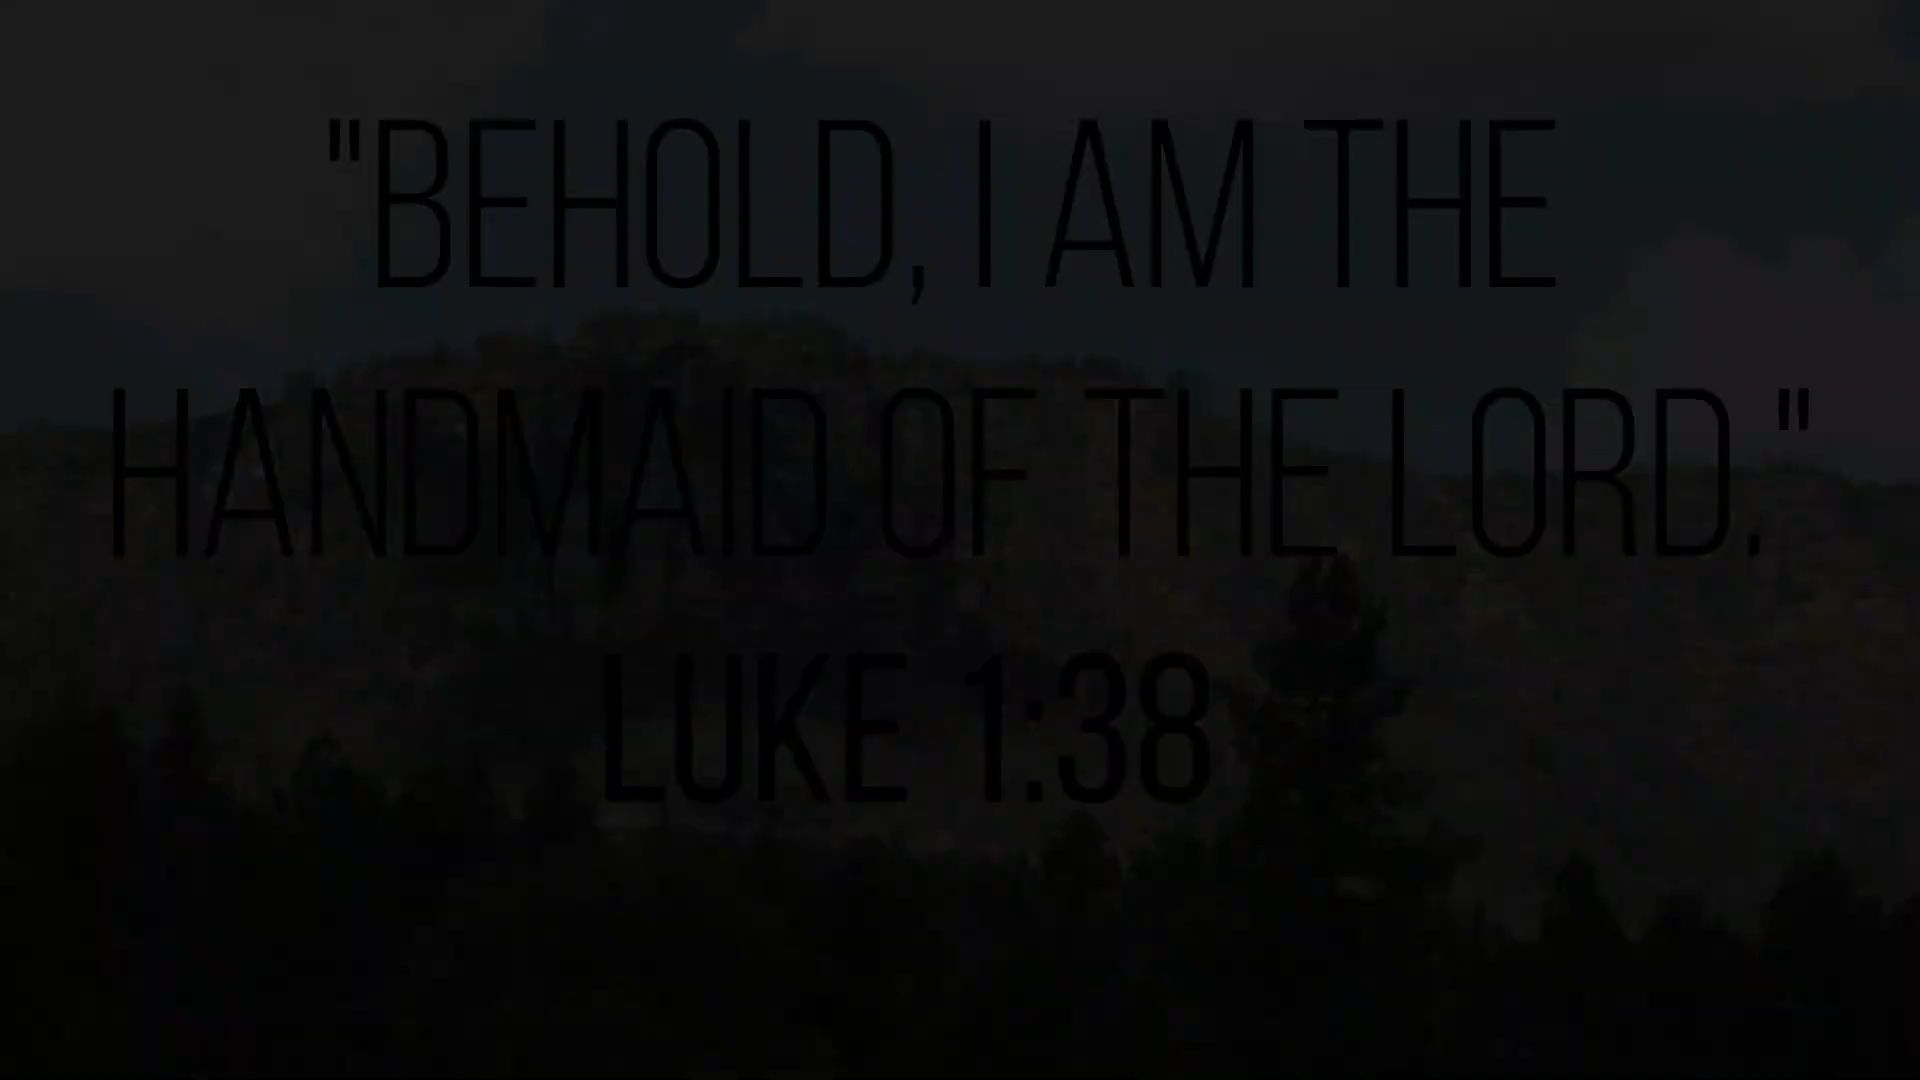 "BEHOLD, I AM THE
HANDMAID OF THE LORD."
LUKE 1:38